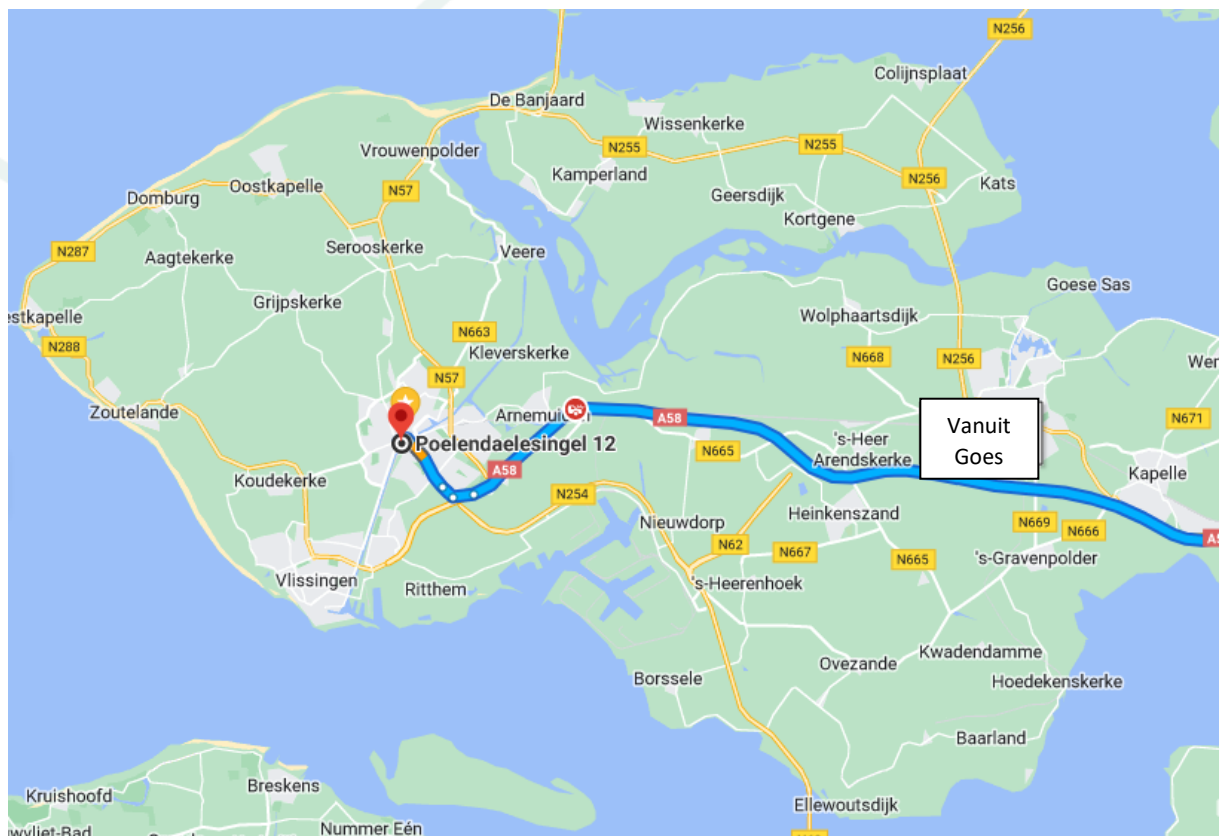 N256
Colijnsplaat
De Banjaard
Wissenkerke
N255
N255
Vrouwenpolder
Kamperland
N256
Kats
Oostkapelle
N57
Geersdijk
Domburg
Kortgene
N287
Serooskerke
Veere
Aagtekerke
Goese Sas
Grijpskerke
Wolphaartsdijk
estkapelle
N663
N288
Kleverskerke
N668
N256
Wer
N57
Zoutelande
Arnemuiden
A58
N671
Vanuit
Goes
Poelendaelesingel 12
's-Heer
Arendskerke
N665
A58
Kapelle
Koudekerke
N254
Heinkenszand
Nieuwdorp
N669
N666
A5
N62
N667
N665
's-Gravenpolder
Vlissingen
Ritthem
's-Heerenhoek
Kwadendamme
Ovezande
Borssele
Hoedekenskerke
Baarland
Breskens
Kruishoofd
Ellewoutsdijk
Nummer Eén
wvliet-Bad